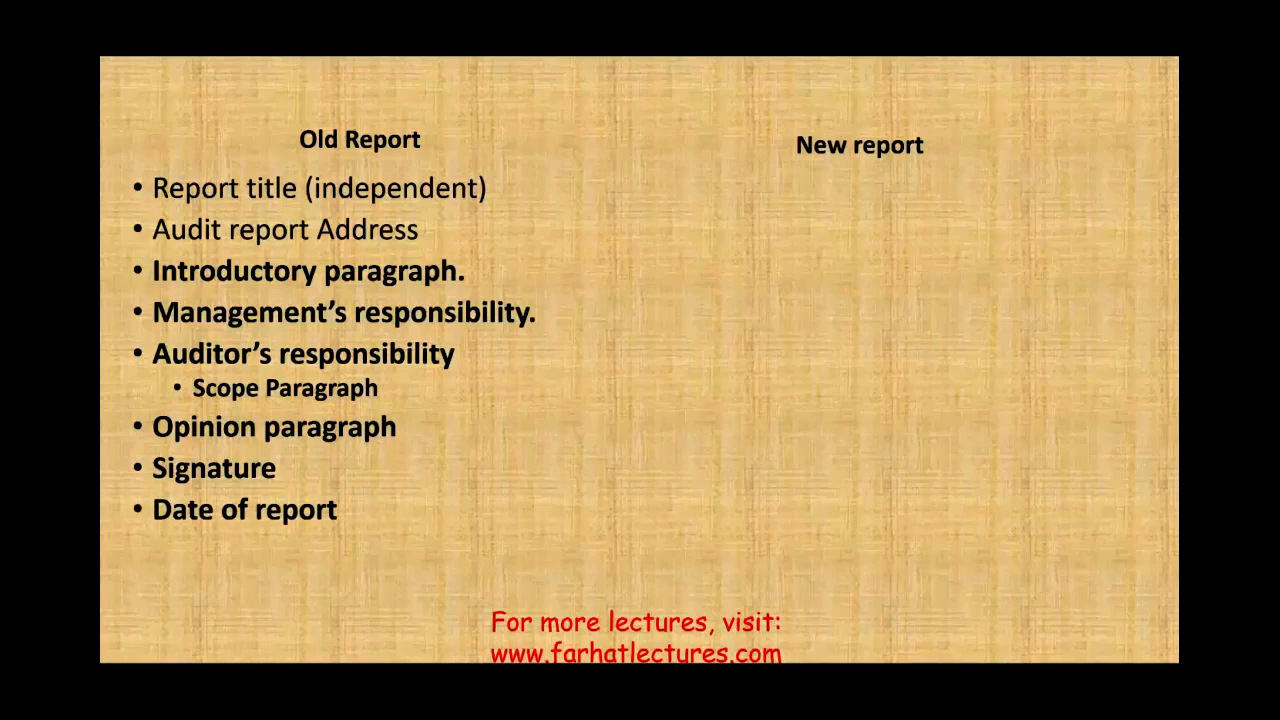 Old Report
New report
• Report title (independent)
• Audit report Address
• Introductory paragraph.
• Management’s responsibility.
• Auditor’s responsibility
• Scope Paragraph
• Opinion paragraph
• Signature
• Date of report
For more lectures, visit:
www.farhatlectures.com